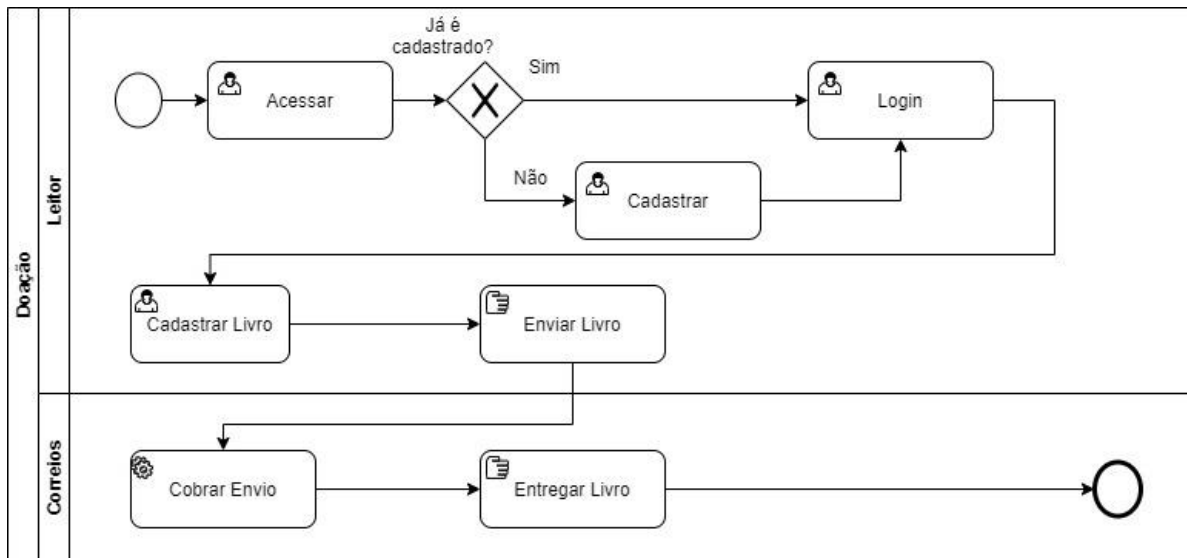 Doação
Leitor
Acessar
Já é
cadastrado?
Sim
Login
Não
Cadastrar
Cadastrar Livro
Enviar Livro
Correios
Cobrar Envio
Entregar Livro